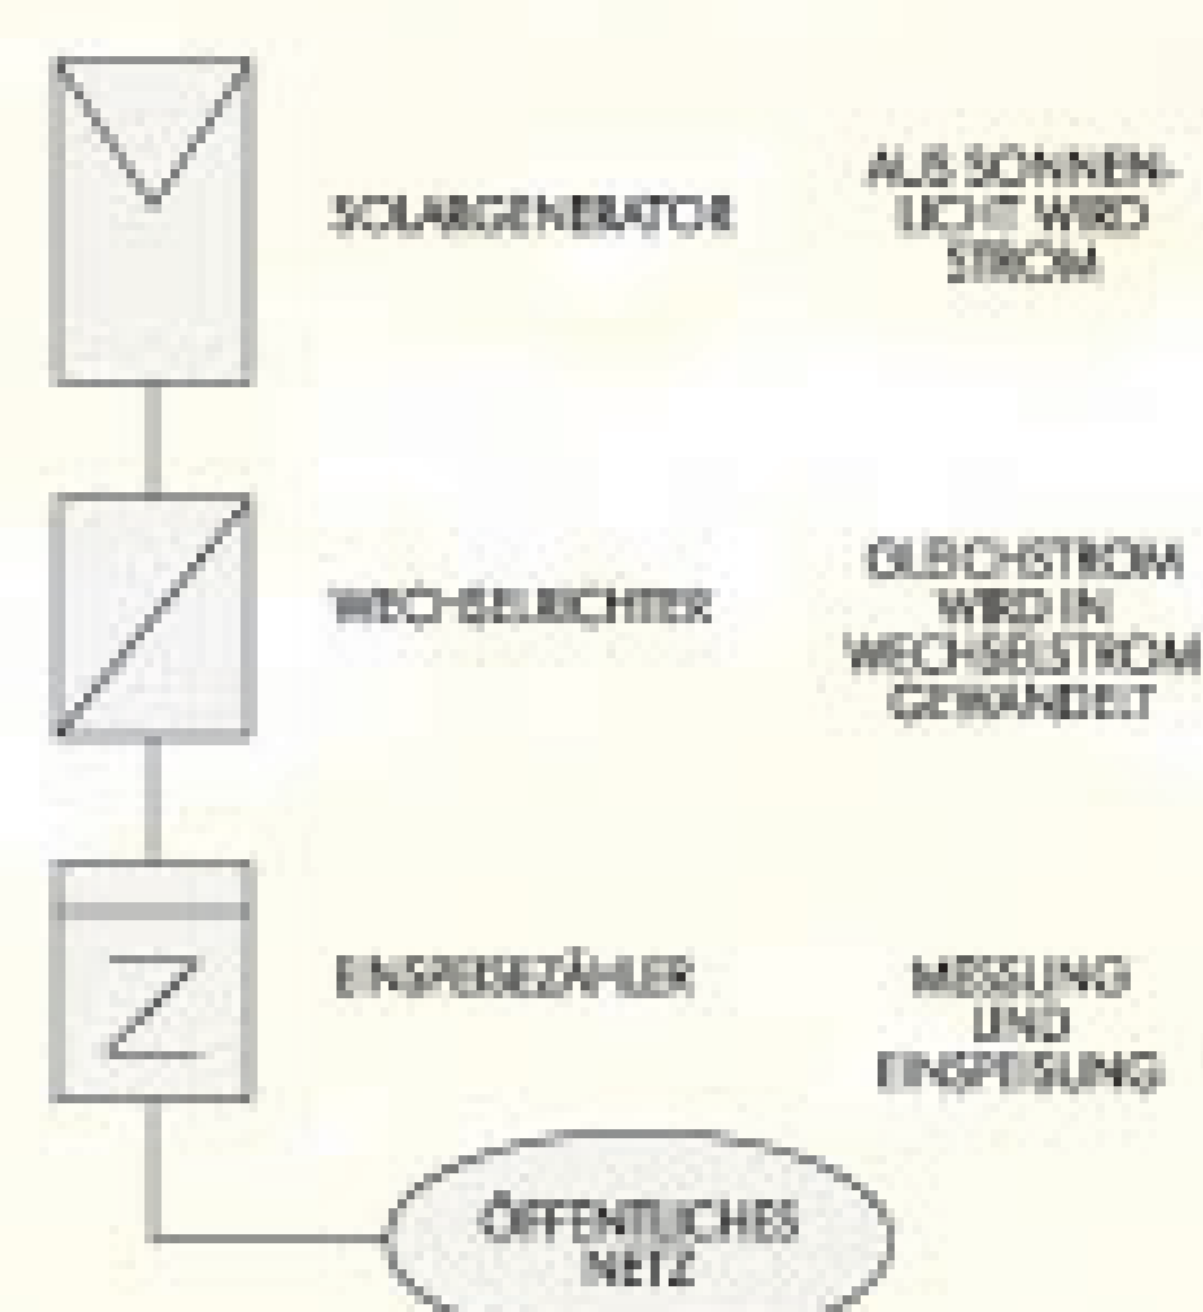 SOLARGENERATOR
AUS SONNEN-
LICHT WIRD
STROM
WECHSELRICHTER
GLEICHSTROM
WIRD IN
WECHSELSTROM
GEWANDELT
Z
EINSPEISEZÄHLER
MESSUNG
UND
EINSPEISUNG
ÖFFENTLICHES
NETZ